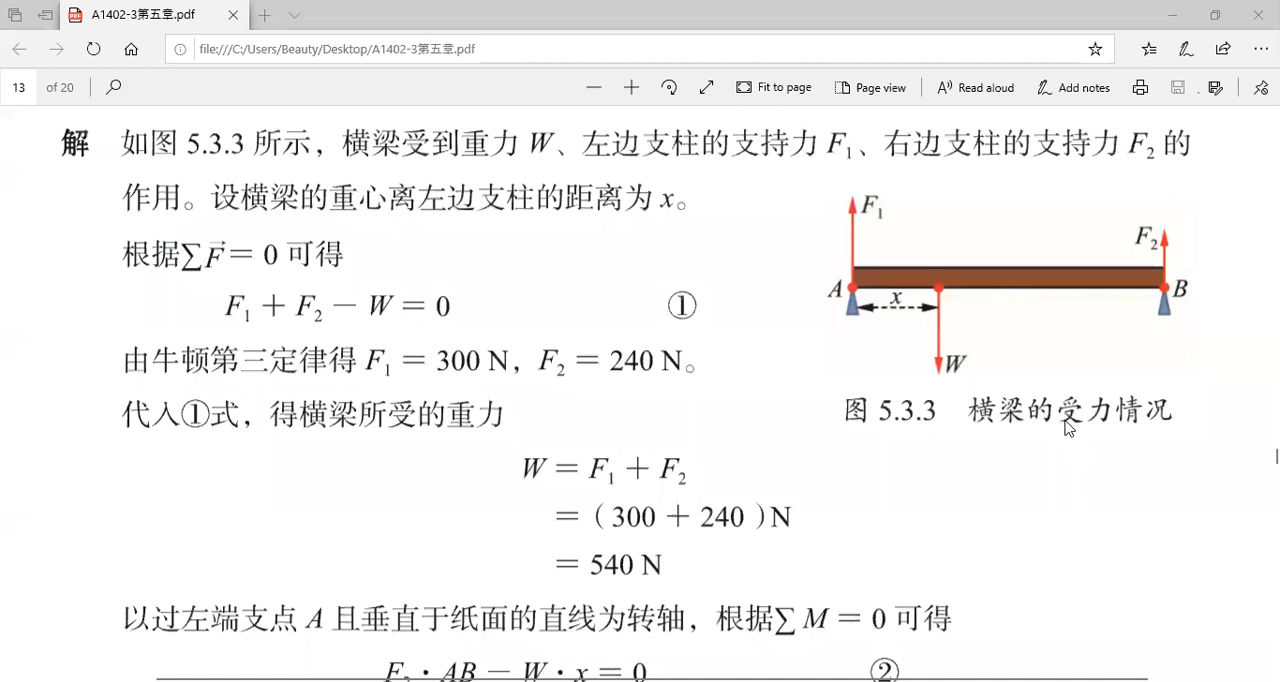 A1402-3第五章.pdf
file:///C:/Users/Beauty/Desktop/A1402-3第五章.pdf
13 of 20 Fit to page Page view Read aloud Add notes
解 如图 5.3.3 所示，横梁受到重力 W、左边支柱的支持力 F₁、右边支柱的支持力 F₂ 的
作用。设横梁的重心离左边支柱的距离为 x。
根据∑F⃗ = 0 可得
F₁ + F₂ − W = 0 ①
由牛顿第三定律得 F₁ = 300 N，F₂ = 240 N。
代入①式，得横梁所受的重力
F₁
F₂
A
x
B
W
图 5.3.3 横梁的受力情况
W = F₁ + F₂
= ( 300 + 240 ) N
= 540 N
以过左端支点 A 且垂直于纸面的直线为转轴，根据∑ M = 0 可得
F₂ · AB − W · x = 0 ②